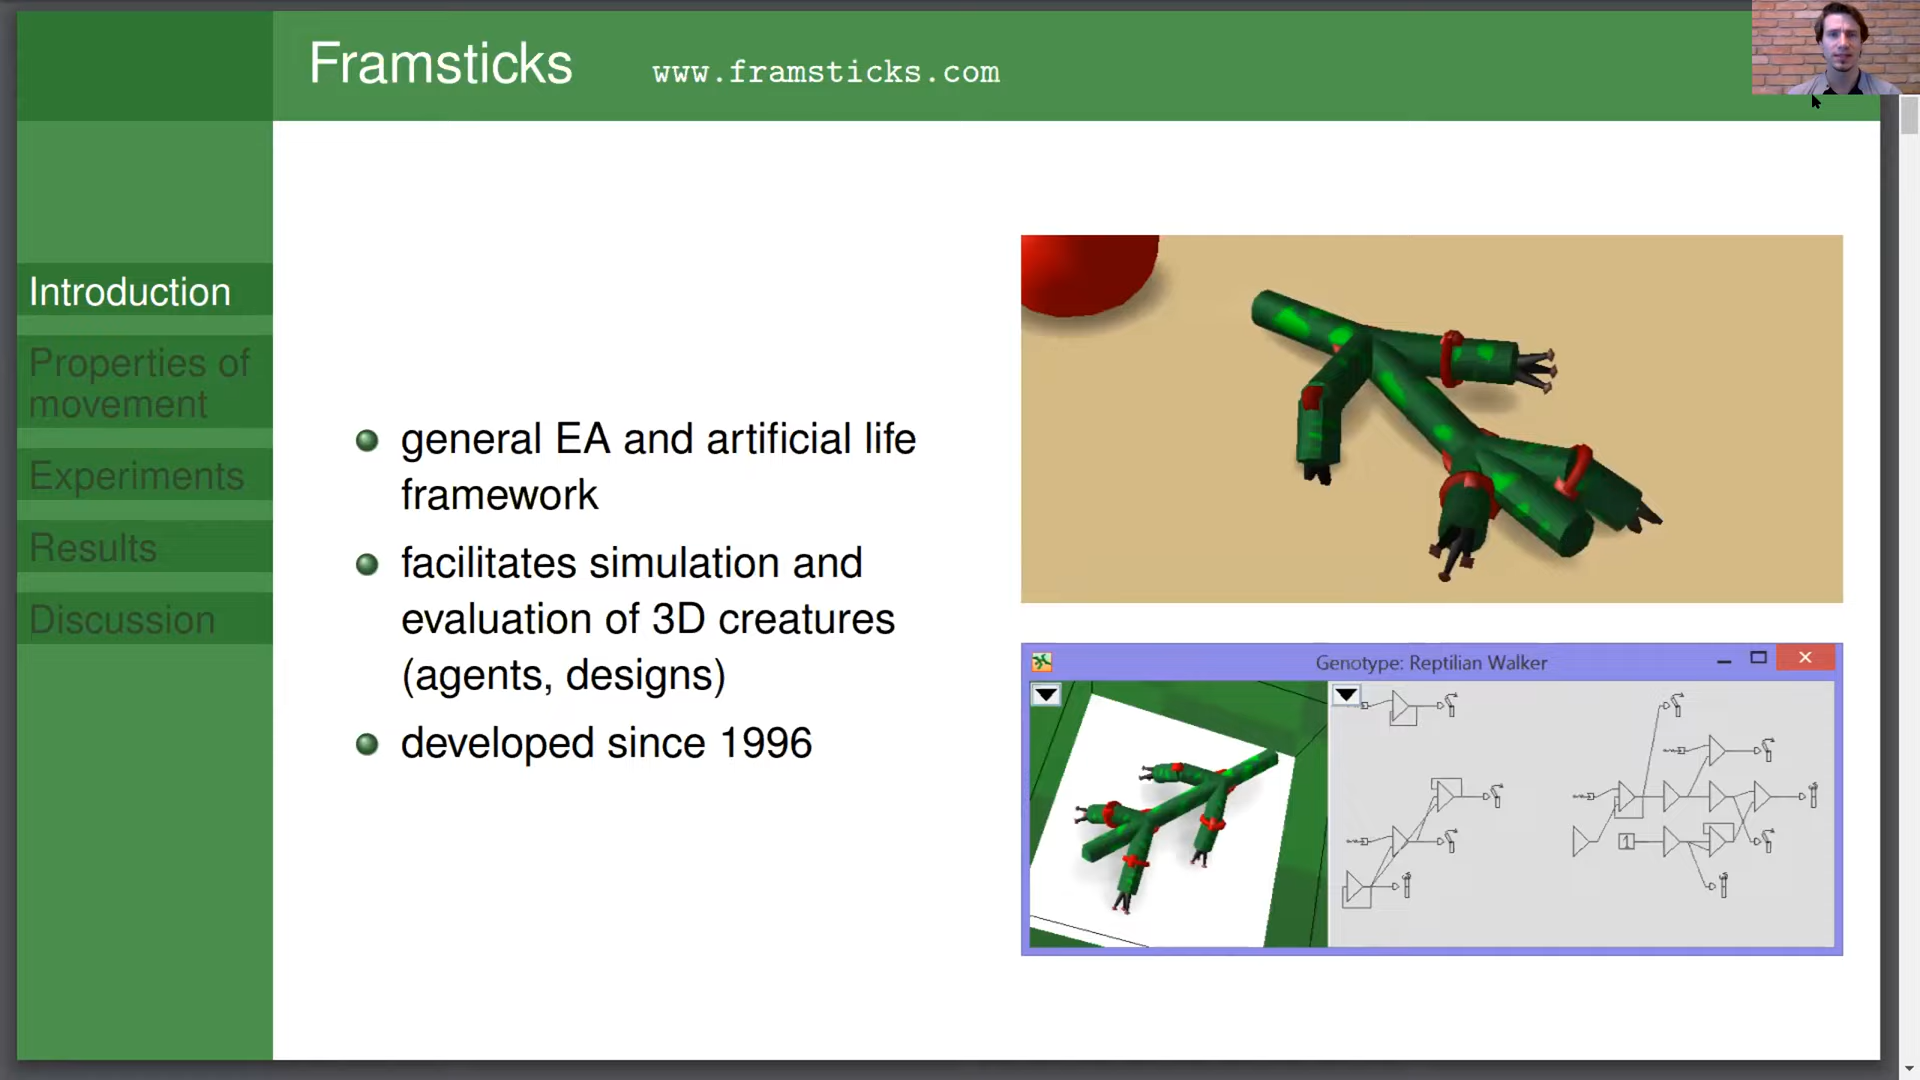 Framsticks www.framsticks.com
Introduction
Properties of
movement
Experiments
Results
Discussion
general EA and artificial life
framework
facilitates simulation and
evaluation of 3D creatures
(agents, designs)
developed since 1996
Genotype: Reptilian Walker
1